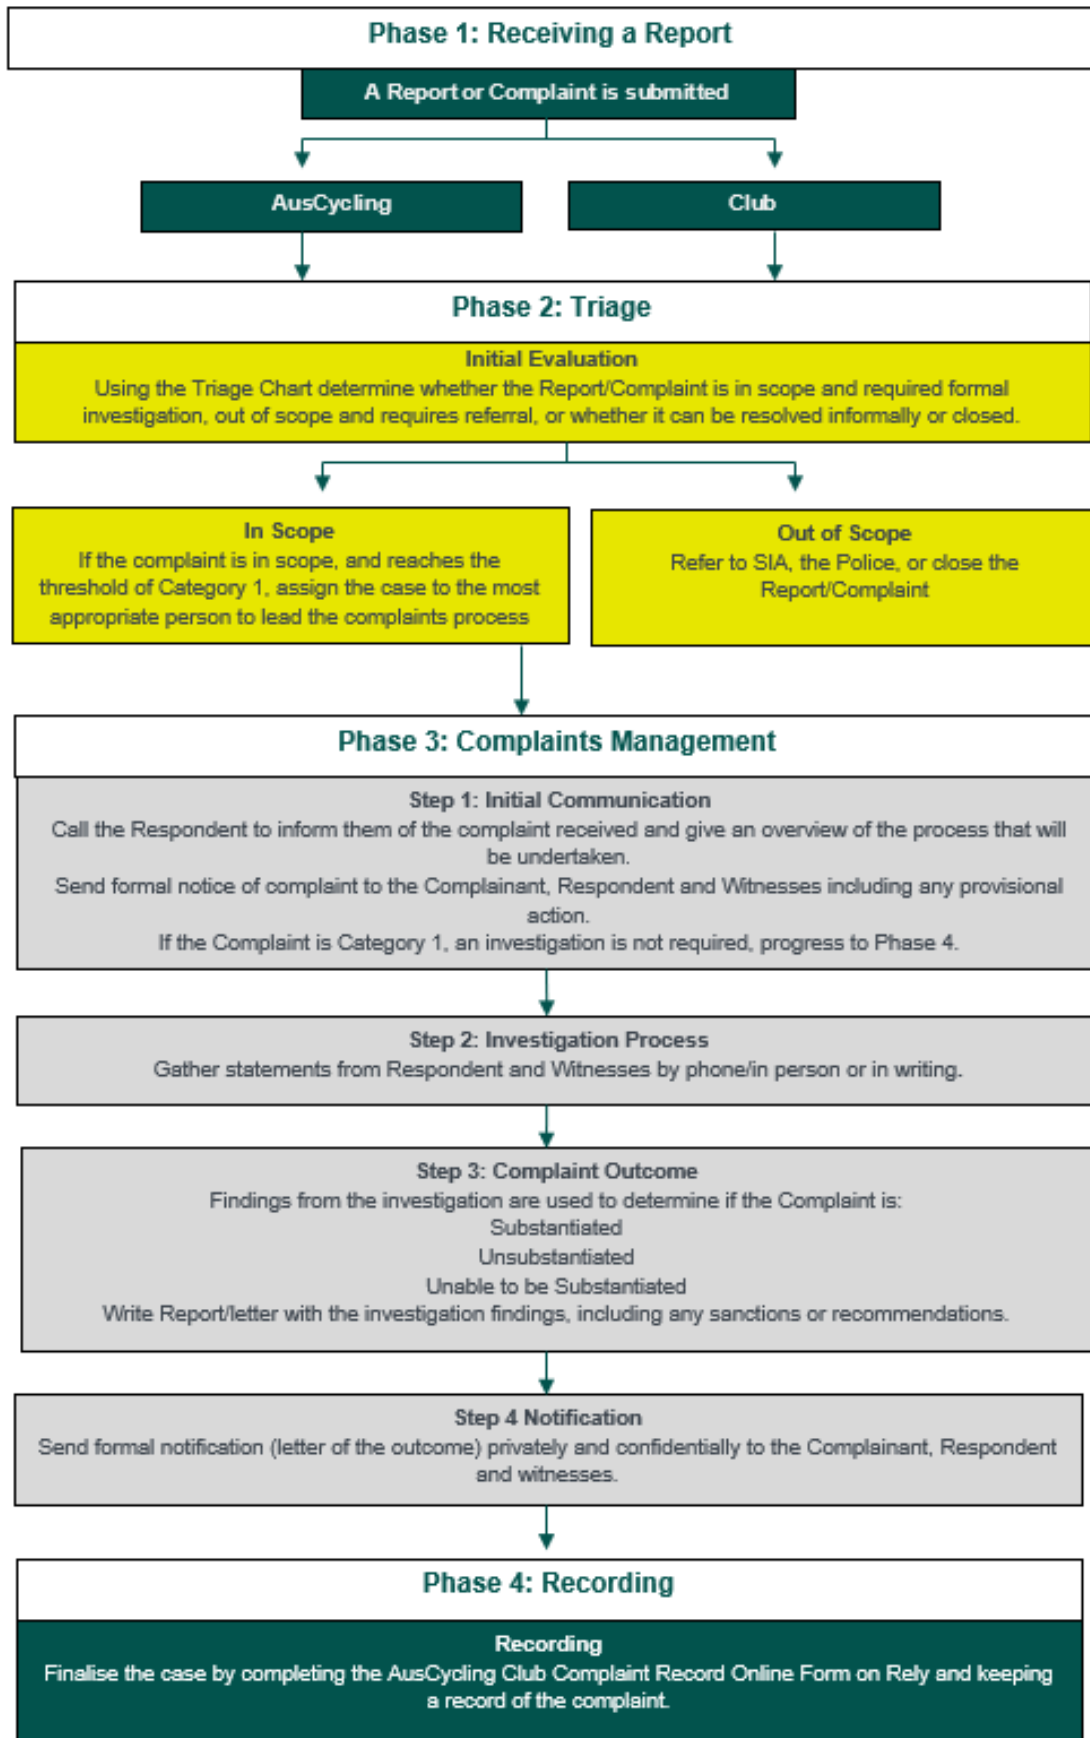 Phase 1: Receiving a Report
A Report or Complaint is submitted
AusCycling
Club
Phase 2: Triage
Initial Evaluation
Using the Triage Chart determine whether the Report/Complaint is in scope and required formal
investigation, out of scope and requires referral, or whether it can be resolved informally or closed.
In Scope
If the complaint is in scope, and reaches the
threshold of Category 1, assign the case to the most
appropriate person to lead the complaints process
Out of Scope
Refer to SIA, the Police, or close the
Report/Complaint
Phase 3: Complaints Management
Step 1: Initial Communication
Call the Respondent to inform them of the complaint received and give an overview of the process that will
be undertaken.
Send formal notice of complaint to the Complainant, Respondent and Witnesses including any provisional
action.
If the Complaint is Category 1, an investigation is not required, progress to Phase 4.
Step 2: Investigation Process
Gather statements from Respondent and Witnesses by phone/in person or in writing.
Step 3: Complaint Outcome
Findings from the investigation are used to determine if the Complaint is:
Substantiated
Unsubstantiated
Unable to be Substantiated
Write Report/letter with the investigation findings, including any sanctions or recommendations.
Step 4 Notification
Send formal notification (letter of the outcome) privately and confidentially to the Complainant, Respondent
and witnesses.
Phase 4: Recording
Recording
Finalise the case by completing the AusCycling Club Complaint Record Online Form on Rely and keeping
a record of the complaint.